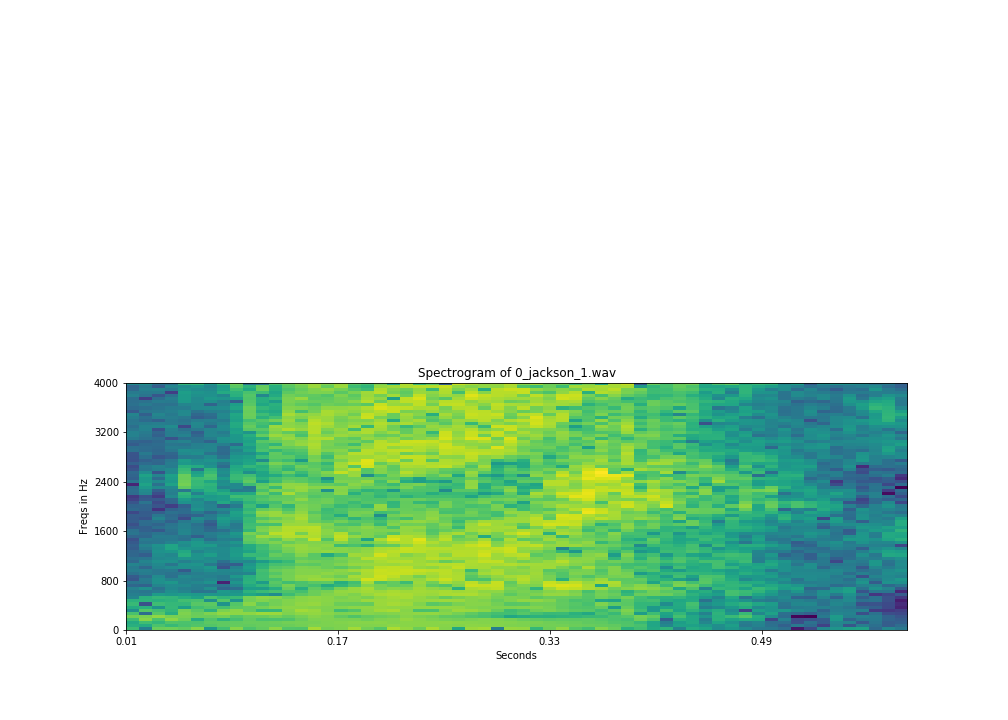 Spectrogram of 0_jackson_1.wav
4000
3200
2400
1600
800
0
Freqs in Hz
0.01 0.17 0.33 0.49
Seconds